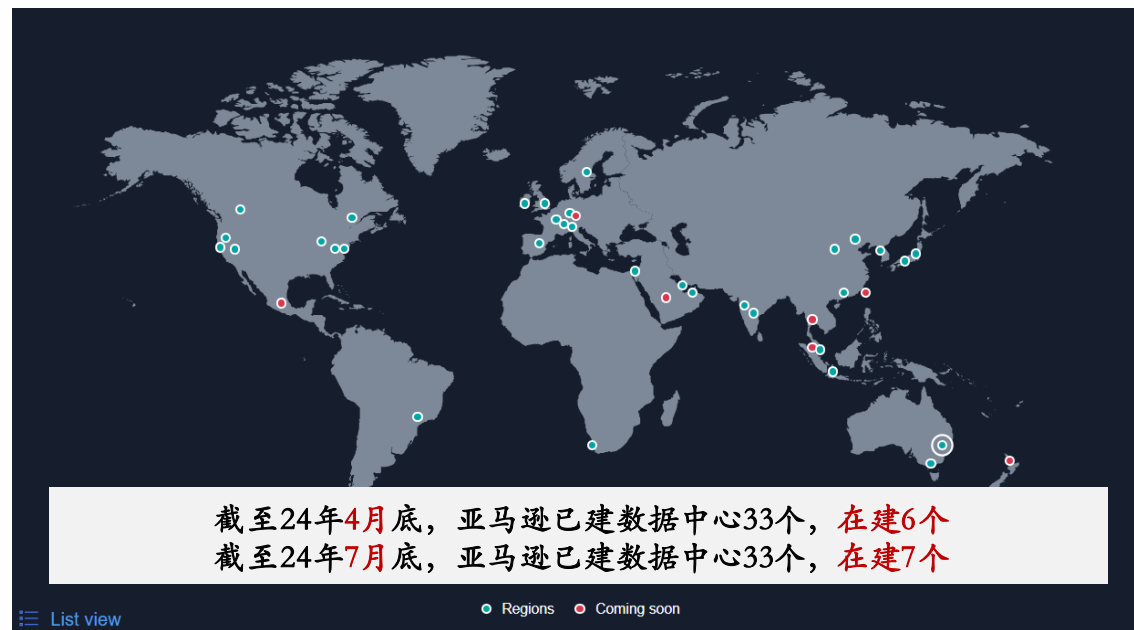 截至24年4月底，亚马逊已建数据中心33个，在建6个
截至24年7月底，亚马逊已建数据中心33个，在建7个
Regions
Coming soon
List view